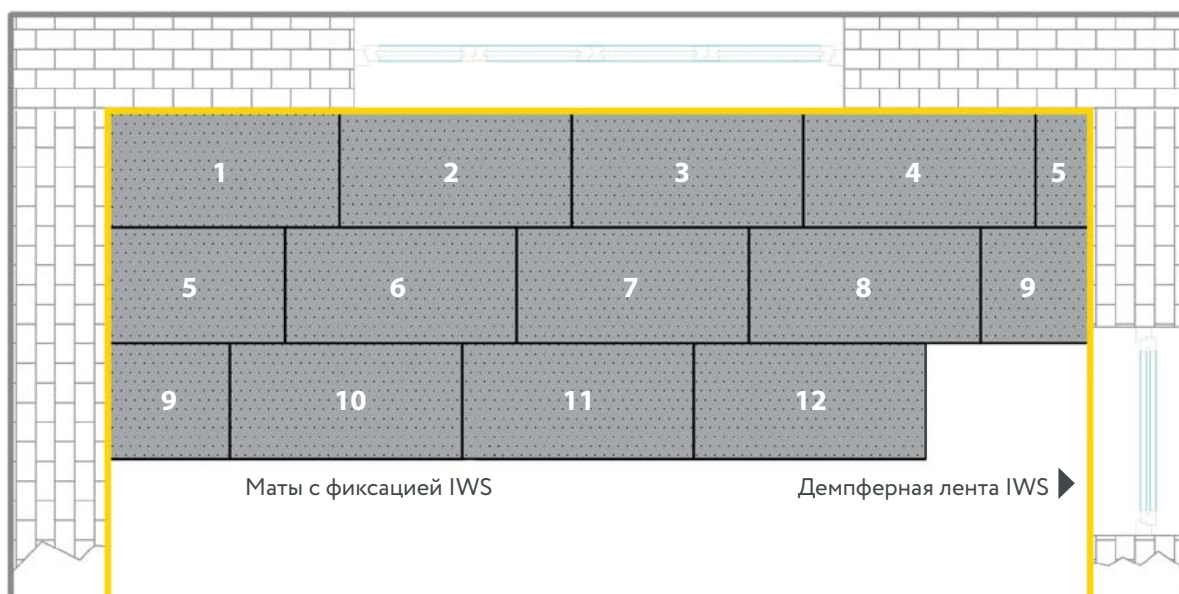 1 2 3 4 5
5 6 7 8 9
9 10 11 12
Маты с фиксацией IWS
Демпферная лента IWS